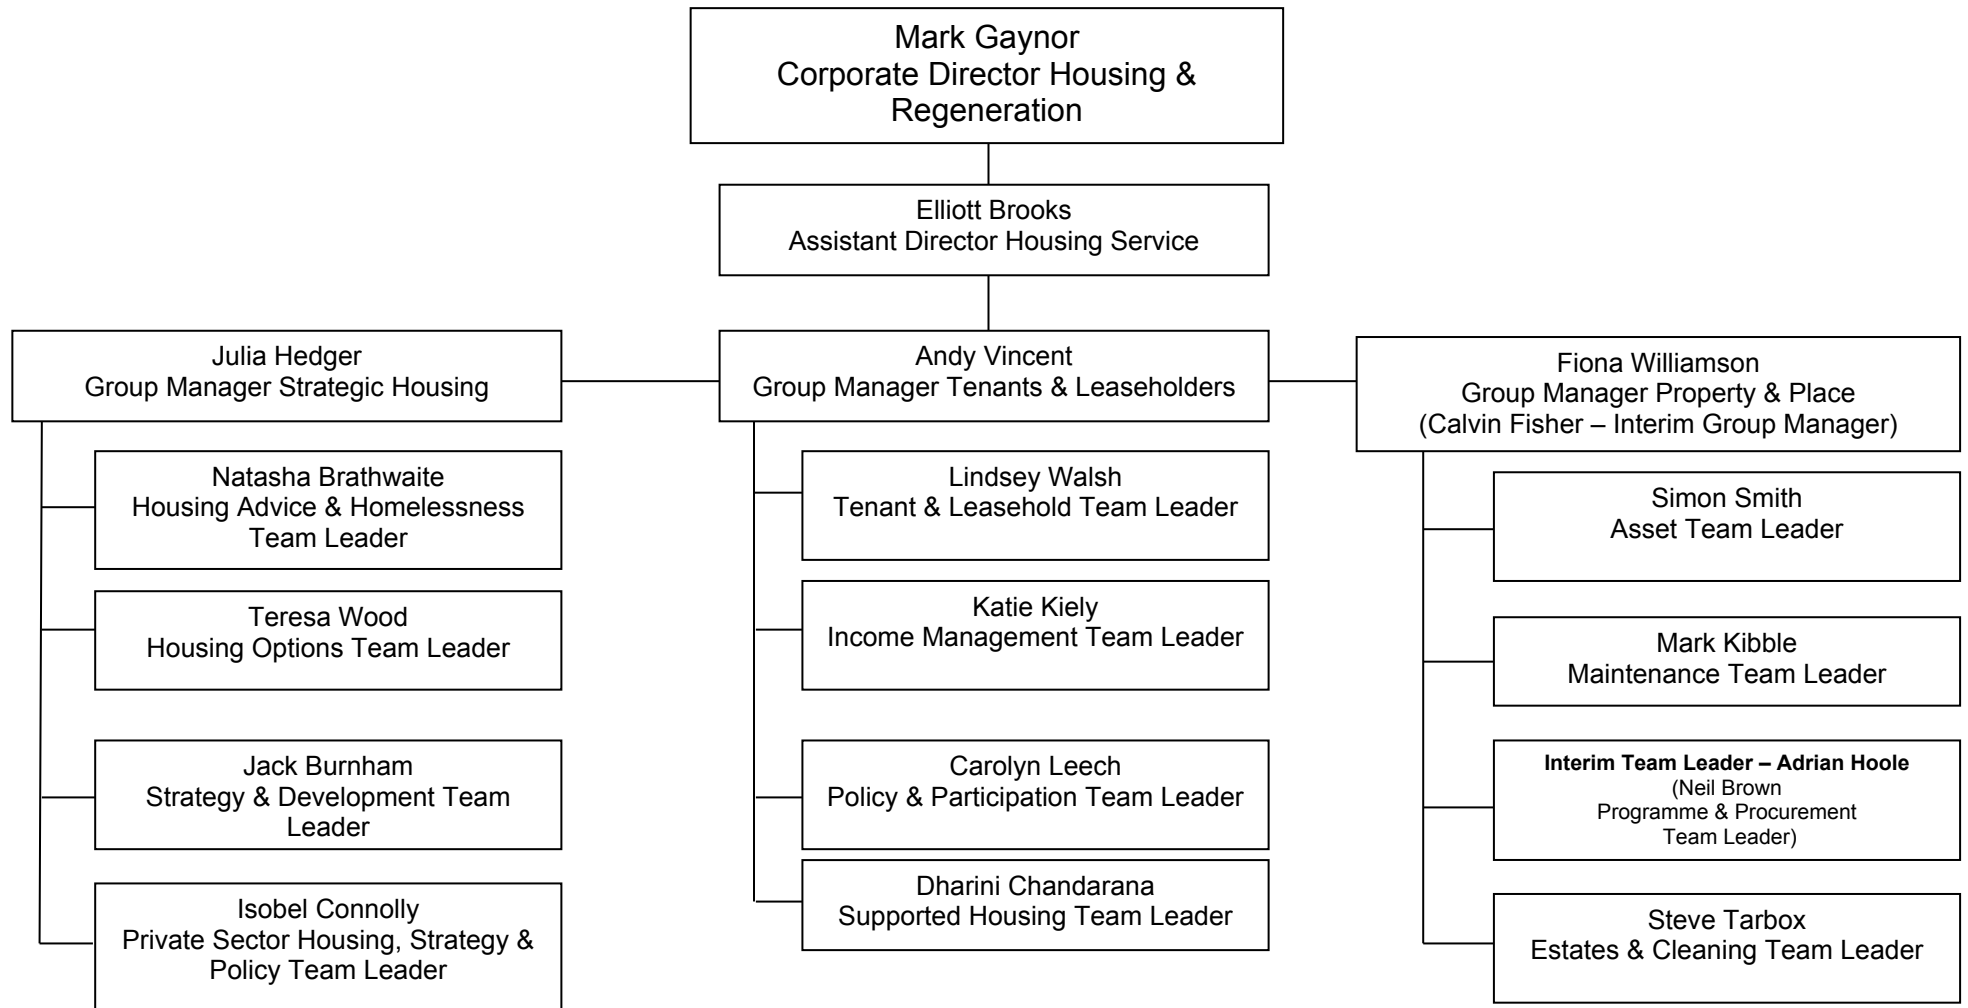 Mark Gaynor
Corporate Director Housing &
Regeneration
Elliott Brooks
Assistant Director Housing Service
Julia Hedger
Group Manager Strategic Housing
Andy Vincent
Group Manager Tenants & Leaseholders
Fiona Williamson
Group Manager Property & Place
(Calvin Fisher – Interim Group Manager)
Natasha Brathwaite
Housing Advice & Homelessness
Team Leader
Teresa Wood
Housing Options Team Leader
Jack Burnham
Strategy & Development Team
Leader
Isobel Connolly
Private Sector Housing, Strategy &
Policy Team Leader
Lindsey Walsh
Tenant & Leasehold Team Leader
Katie Kiely
Income Management Team Leader
Carolyn Leech
Policy & Participation Team Leader
Dharini Chandarana
Supported Housing Team Leader
Simon Smith
Asset Team Leader
Mark Kibble
Maintenance Team Leader
Interim Team Leader – Adrian Hoole
(Neil Brown
Programme & Procurement
Team Leader)
Steve Tarbox
Estates & Cleaning Team Leader